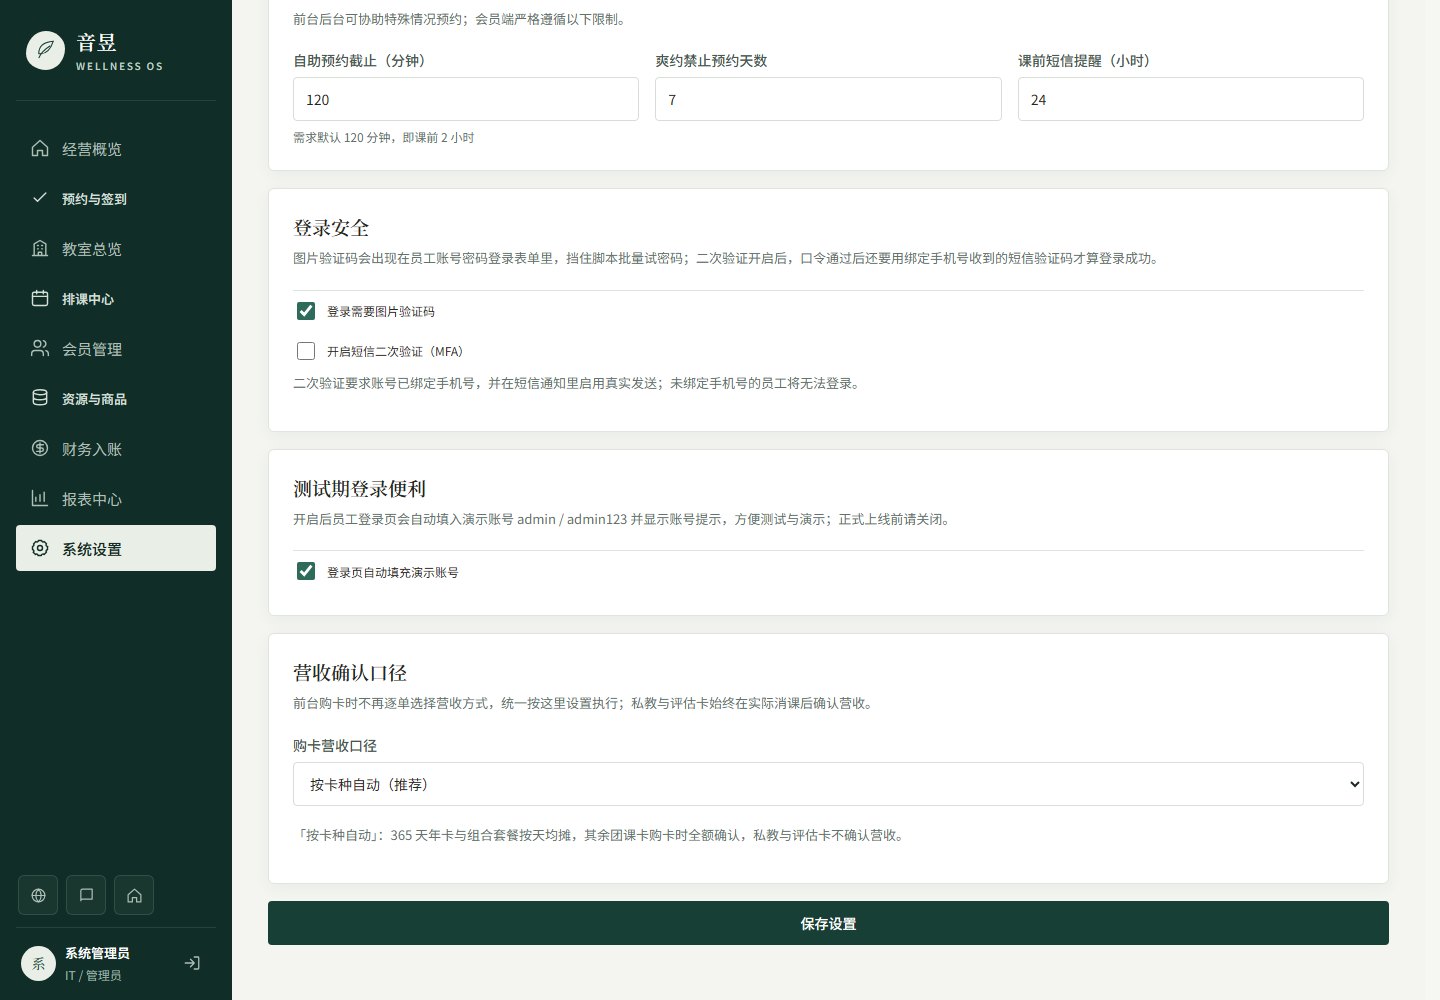 音昱
WELLNESS OS
经营概览
预约与签到
教室总览
排课中心
会员管理
资源与商品
财务入账
报表中心
系统设置
系
系统管理员
IT / 管理员
前台后台可协助特殊情况预约；会员端严格遵循以下限制。
自助预约截止（分钟）
120
需求默认 120 分钟，即课前 2 小时
爽约禁止预约天数
7
课前短信提醒（小时）
24
登录安全
图片验证码会出现在员工账号密码登录表单里，挡住脚本批量试密码；二次验证开启后，口令通过后还要用绑定手机号收到的短信验证码才算登录成功。
登录需要图片验证码
开启短信二次验证（MFA）
二次验证要求账号已绑定手机号，并在短信通知里启用真实发送；未绑定手机号的员工将无法登录。
测试期登录便利
开启后员工登录页会自动填入演示账号 admin / admin123 并显示账号提示，方便测试与演示；正式上线前请关闭。
登录页自动填充演示账号
营收确认口径
前台购卡时不再逐单选择营收方式，统一按这里设置执行；私教与评估卡始终在实际消课后确认营收。
购卡营收口径
按卡种自动（推荐）
「按卡种自动」：365 天年卡与组合套餐按天均摊，其余团课卡购卡时全额确认，私教与评估卡不确认营收。
保存设置